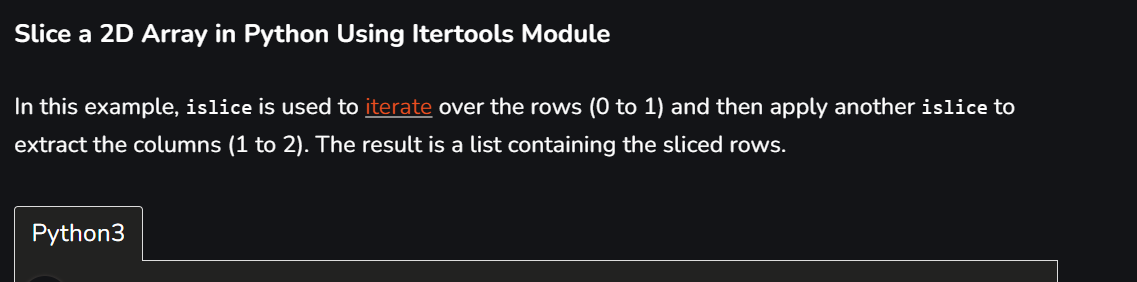 Slice a 2D Array in Python Using Itertools Module
In this example, islice is used to iterate over the rows (0 to 1) and then apply another islice to
extract the columns (1 to 2). The result is a list containing the sliced rows.
Python3